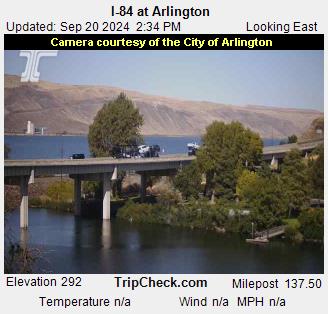 I-84 at Arlington
Updated: Sep 20 2024  2:34 PM Looking East
Camera courtesy of the City of Arlington
Elevation 292 TripCheck.com Milepost 137.50
Temperature n/a Wind n/a MPH n/a